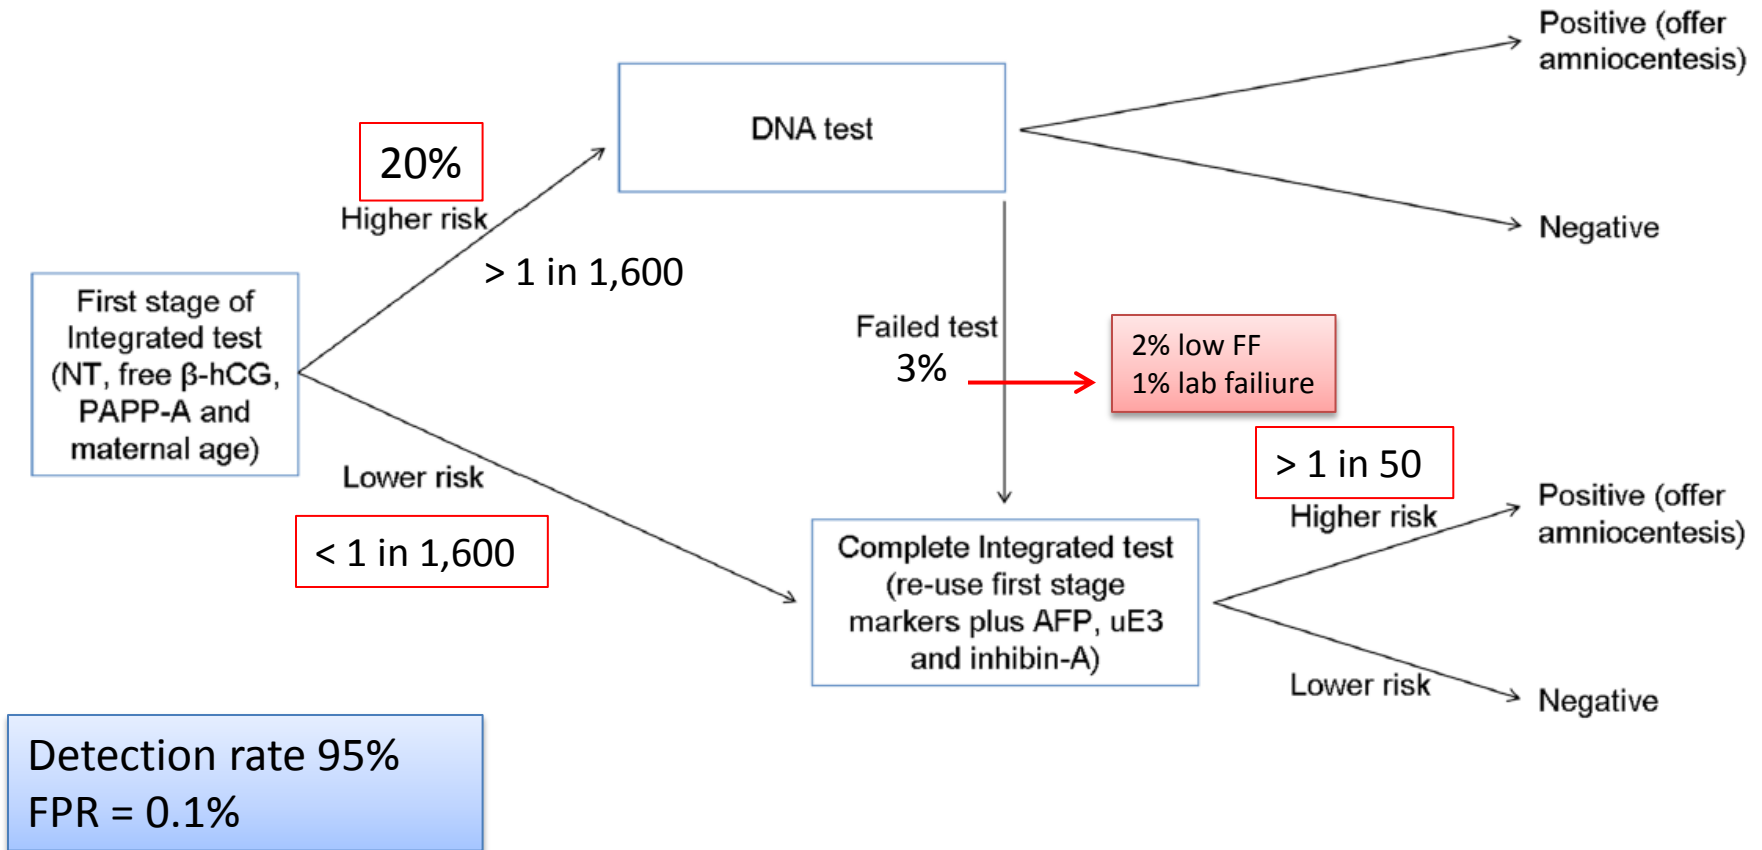 Positive (offer
amniocentesis)
DNA test
20%
Higher risk
Negative
> 1 in 1,600
First stage of
Integrated test
(NT, free β-hCG,
PAPP-A and
maternal age)
Failed test
3%
2% low FF
1% lab failiure
Lower risk
< 1 in 1,600
> 1 in 50
Higher risk
Positive (offer
amniocentesis)
Complete Integrated test
(re-use first stage
markers plus AFP, uE3
and inhibin-A)
Lower risk
Negative
Detection rate 95%
FPR = 0.1%